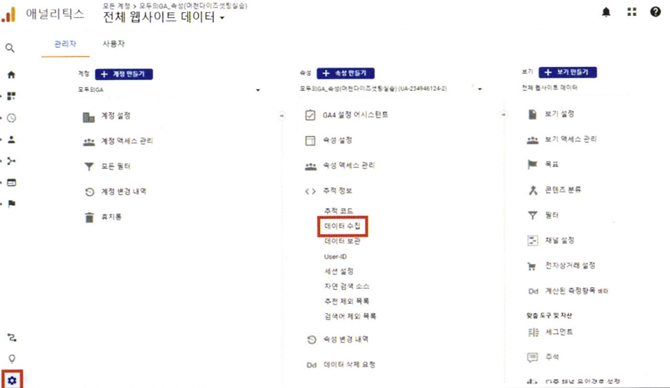 애널리틱스
모든 계정 > 모두의GA_속성(머천다이즈샛팅실습)
전체 웹사이트 데이터
관리자 사용자
계정 + 계정 만들기
모두의GA
계정 설정
계정 액세스 관리
모든 필터
계정 변경 내역
휴지통
속성 + 속성 만들기
모두의GA_속성(머천다이즈샛팅실습) (UA-234946124-2)
GA4 설정 어시스턴트
속성 설정
속성 액세스 관리
추적 정보
추적 코드
데이터 수집
데이터 보관
User-ID
세션 설정
자연 검색 소스
추천 제외 목록
검색어 제외 목록
속성 변경 내역
Dd 데이터 삭제 요청
보기 + 보기 만들기
전체 웹사이트 데이터
보기 설정
보기 액세스 관리
목표
콘텐츠 분류
필터
채널 설정
전자상거래 설정
Dd 계산된 측정항목 베타
맞춤 도구 및 자산
세그먼트
주석
다중 채널 유입경로 설정